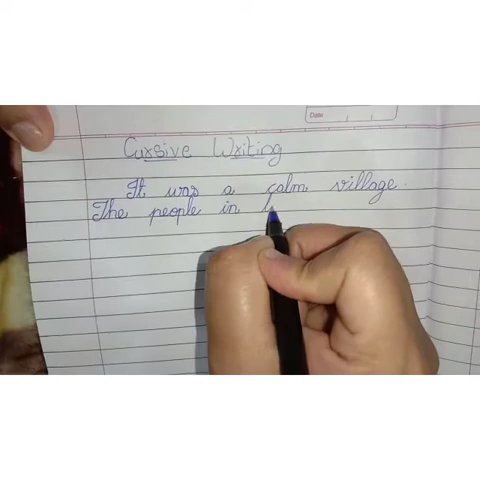 Date
Cursive Writing
It was a calm village.
The people in